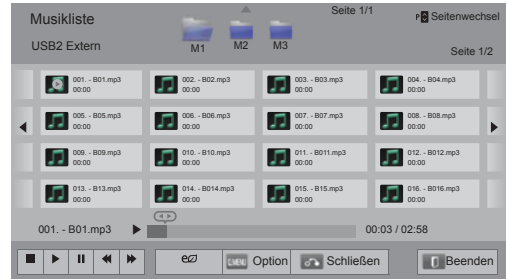 Musikliste
Seite 1/1
P Seitenwechsel
USB2 Extern
M1
M2
M3
Seite 1/2
001. - B01.mp3
00:00
002. - B02.mp3
00:00
003. - B03.mp3
00:00
004. - B04.mp3
00:00
005. - B05.mp3
00:00
006. - B06.mp3
00:00
007. - B07.mp3
00:00
008. - B08.mp3
00:00
009. - B09.mp3
00:00
010. - B10.mp3
00:00
011. - B011.mp3
00:00
012. - B012.mp3
00:00
013. - B13.mp3
00:00
014. - B014.mp3
00:00
015. - B15.mp3
00:00
016. - B016.mp3
00:00
001. - B01.mp3
00:03 / 02:58
Q.MENU Option
Schließen
Beenden